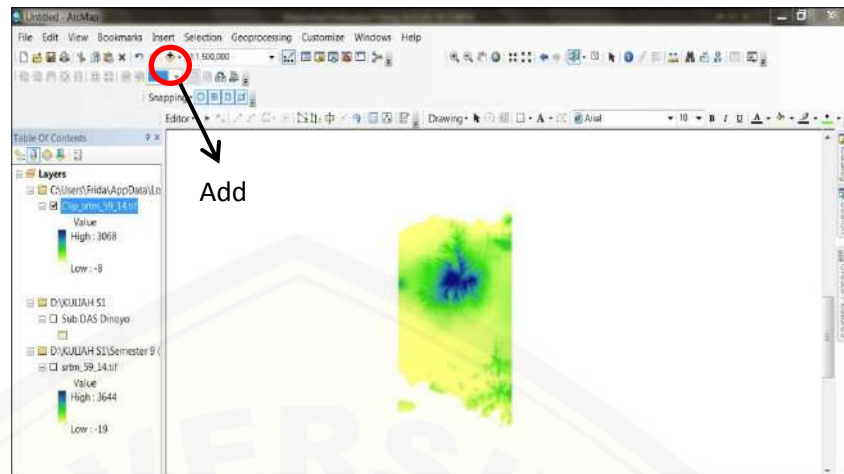 Untitled - ArcMap
File Edit View Bookmarks Insert Selection Geoprocessing Customize Windows Help
1:1,500,000
Snapping
Editor Drawing A Arial 10 B I U A
Table Of Contents
Layers
C:\Users\Frida\AppData\Lo
Clip_srtm_59_14.tif
Value
High : 3068
Low : -8
D:\KULIAH S1
Sub DAS Dinoyo
D:\KULIAH S1\Semester 9 (
srtm_59_14.tif
Value
High : 3644
Low : -19
Add